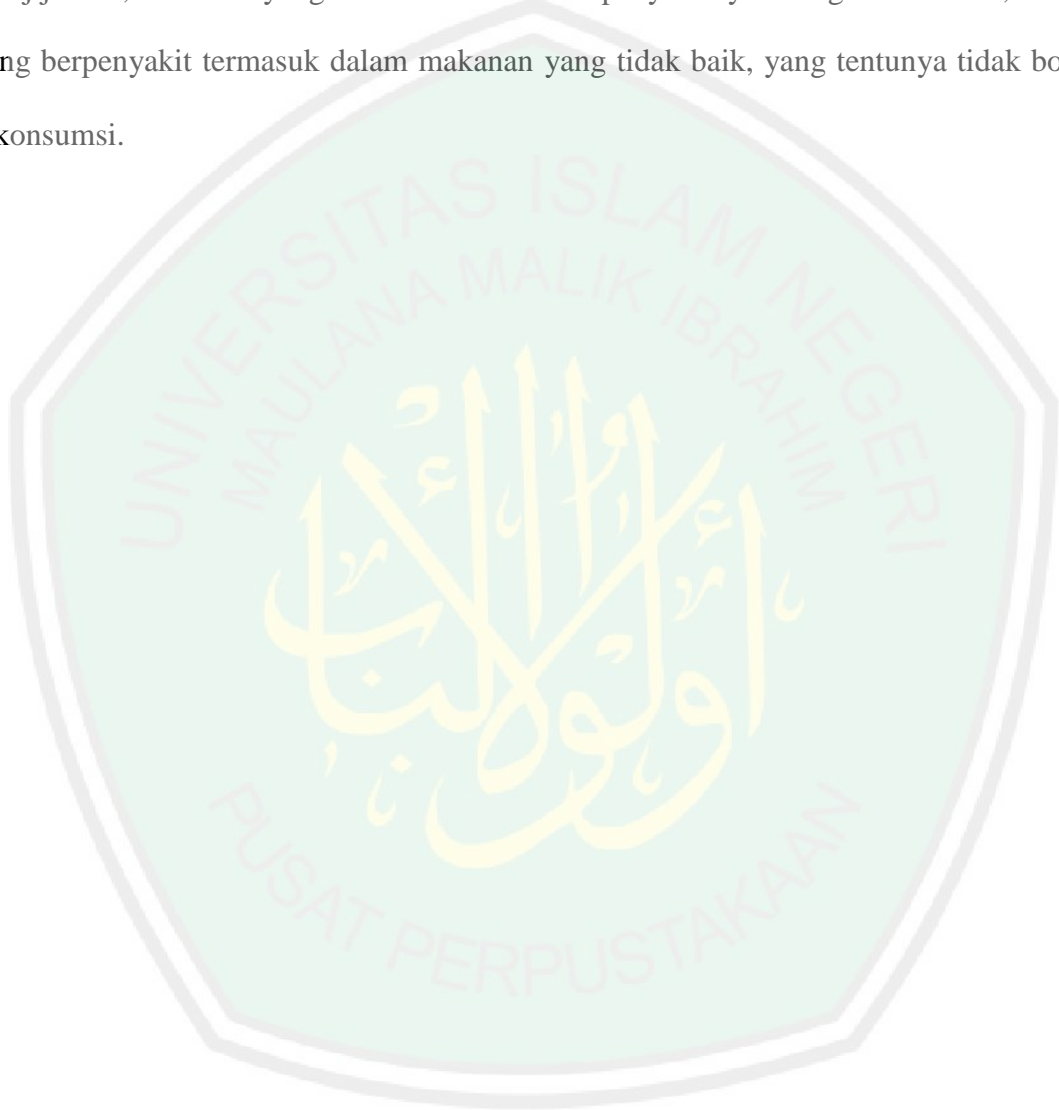 ng berpenyakit termasuk dalam makanan yang tidak baik, yang tentunya tidak bo
konsumsi.
UNIVERSITAS ISLAM NEGERI
MAULANA MALIK IBRAHIM
أولوا الألباب
PUSAT PERPUSTAKAAN